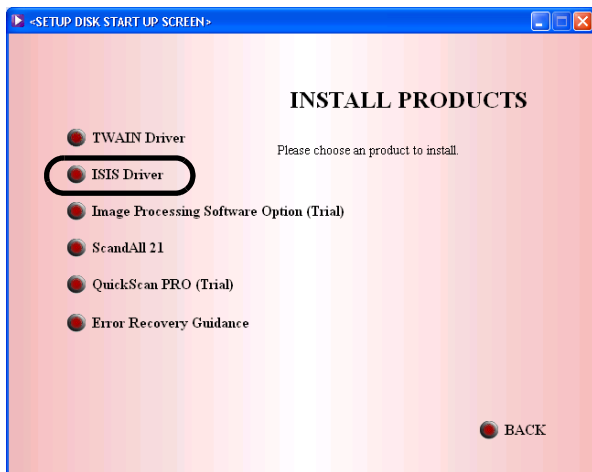 <SETUP DISK START UP SCREEN>
INSTALL PRODUCTS
Please choose an product to install.
TWAIN Driver
ISIS Driver
Image Processing Software Option (Trial)
ScandAll 21
QuickScan PRO (Trial)
Error Recovery Guidance
BACK